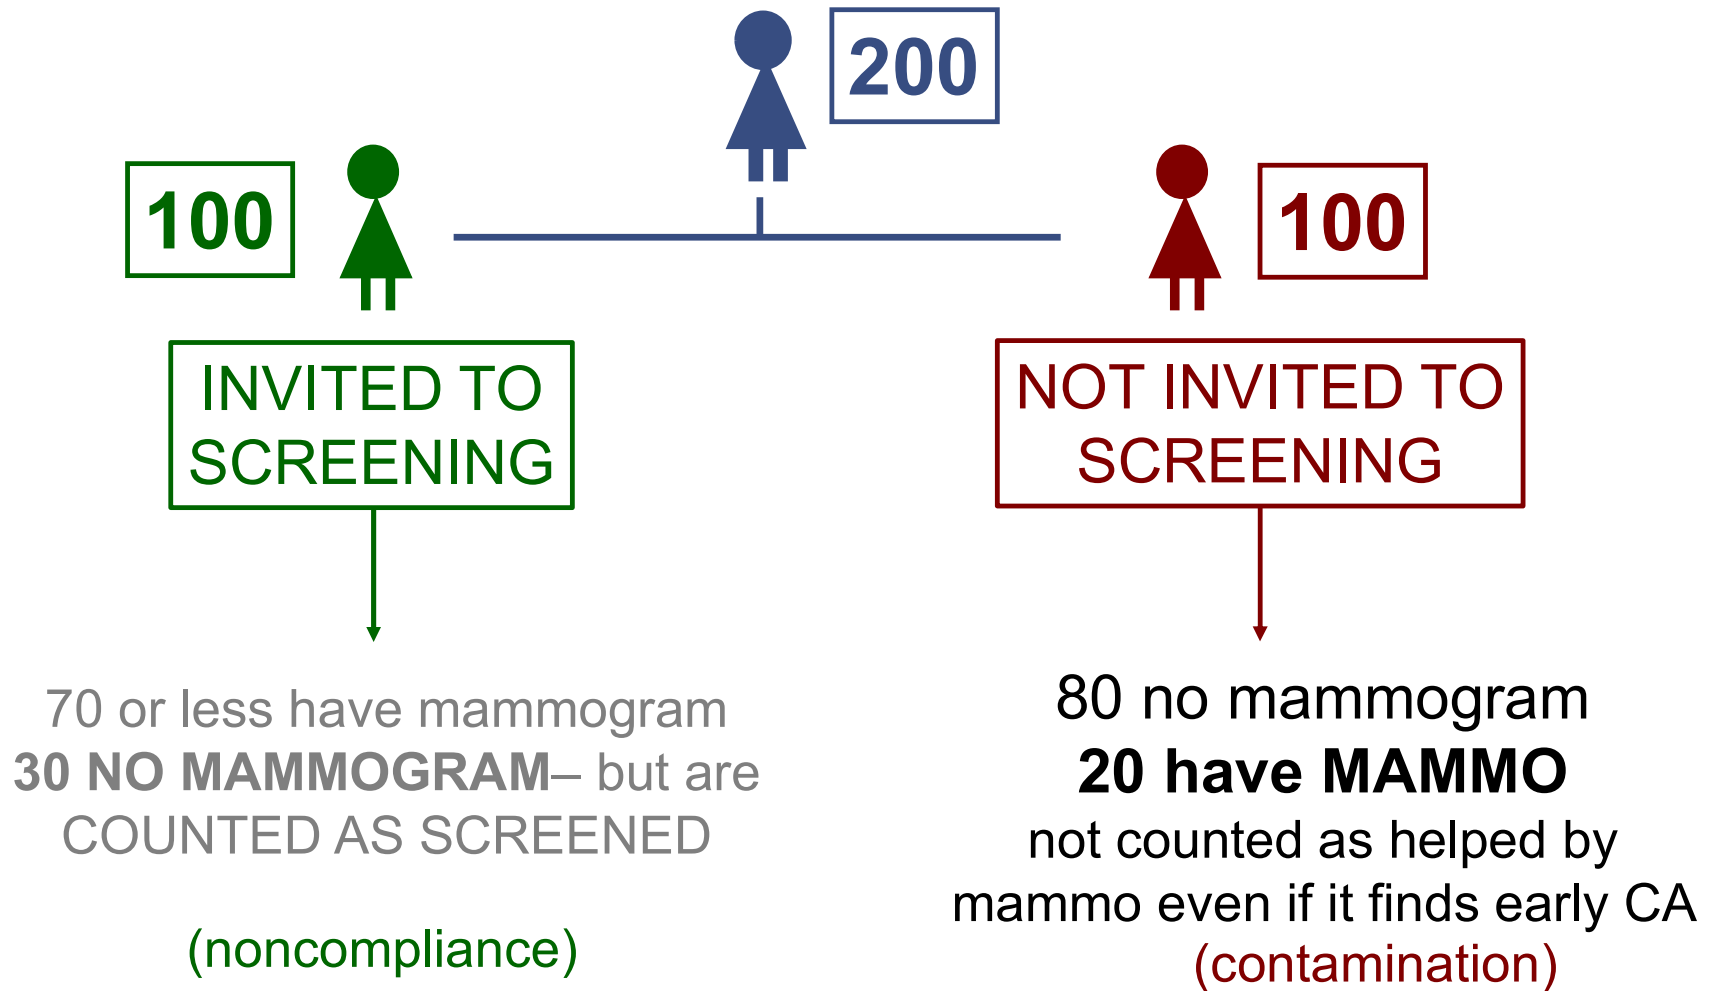 200
100
100
INVITED TO
SCREENING
NOT INVITED TO
SCREENING
70 or less have mammogram
30 NO MAMMOGRAM– but are
COUNTED AS SCREENED
(noncompliance)
80 no mammogram
20 have MAMMO
not counted as helped by
mammo even if it finds early CA
(contamination)